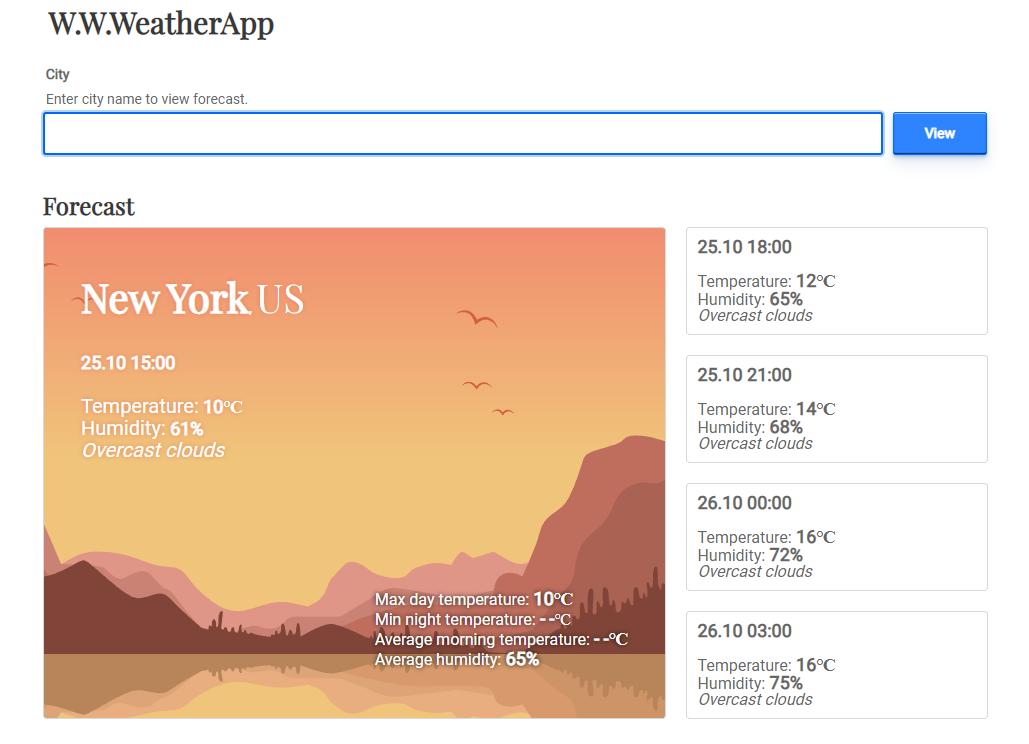 W.W.WeatherApp
City
Enter city name to view forecast.
View
Forecast
New York US
25.10 15:00
Temperature: 10°C
Humidity: 61%
Overcast clouds
Max day temperature: 10°C
Min night temperature: --°C
Average morning temperature: --°C
Average humidity: 65%
25.10 18:00
Temperature: 12°C
Humidity: 65%
Overcast clouds
25.10 21:00
Temperature: 14°C
Humidity: 68%
Overcast clouds
26.10 00:00
Temperature: 16°C
Humidity: 72%
Overcast clouds
26.10 03:00
Temperature: 16°C
Humidity: 75%
Overcast clouds